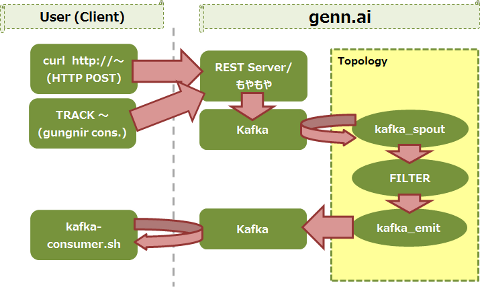 User (Client)
genn.ai
curl http://～
(HTTP POST)
REST Server/
もやもや
Topology
TRACK ～
(gungnir cons.)
Kafka
kafka_spout
FILTER
kafka-
consumer.sh
Kafka
kafka_emit